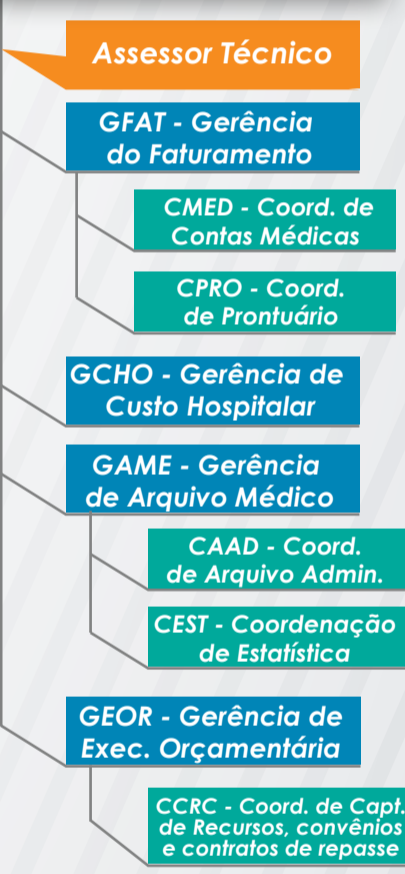 Assessor Técnico
GFAT - Gerência
do Faturamento
CMED - Coord. de
Contas Médicas
CPRO - Coord.
de Prontuário
GCHO - Gerência de
Custo Hospitalar
GAME - Gerência
de Arquivo Médico
CAAD - Coord.
de Arquivo Admin.
CEST - Coordenação
de Estatística
GEOR - Gerência de
Exec. Orçamentária
CCRC - Coord. de Capt.
de Recursos, convênios
e contratos de repasse